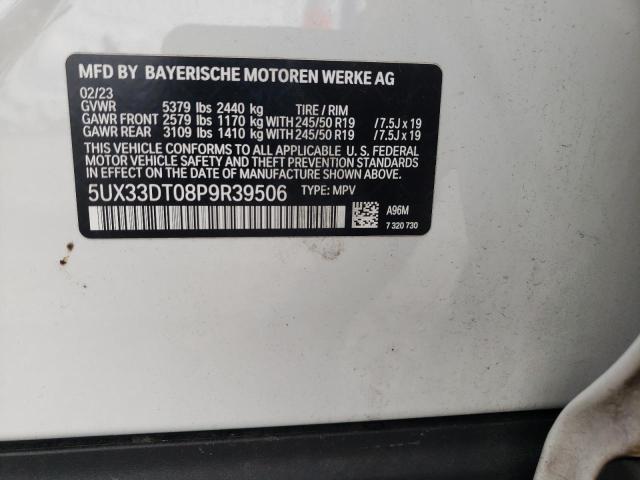 MFD BY BAYERISCHE MOTOREN WERKE AG
02/23
GVWR 5379 lbs 2440 kg TIRE / RIM
GAWR FRONT 2579 lbs 1170 kg WITH 245/50 R19 /7.5J x 19
GAWR REAR 3109 lbs 1410 kg WITH 245/50 R19 /7.5J x 19
THIS VEHICLE CONFORMS TO ALL APPLICABLE U. S. FEDERAL
MOTOR VEHICLE SAFETY AND THEFT PREVENTION STANDARDS
IN EFFECT ON THE DATE OF MANUFACTURE SHOWN ABOVE.
5UX33DT08P9R39506 TYPE: MPV
A96M
7 320 730